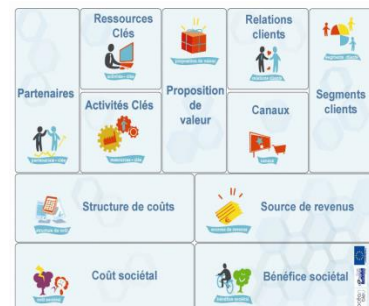 Partenaires
Ressources
Clés
Activités Clés
Proposition
de
valeur
Relations
clients
Canaux
Segments
clients
Structure de coûts
Source de revenus
Coût sociétal
Bénéfice sociétal